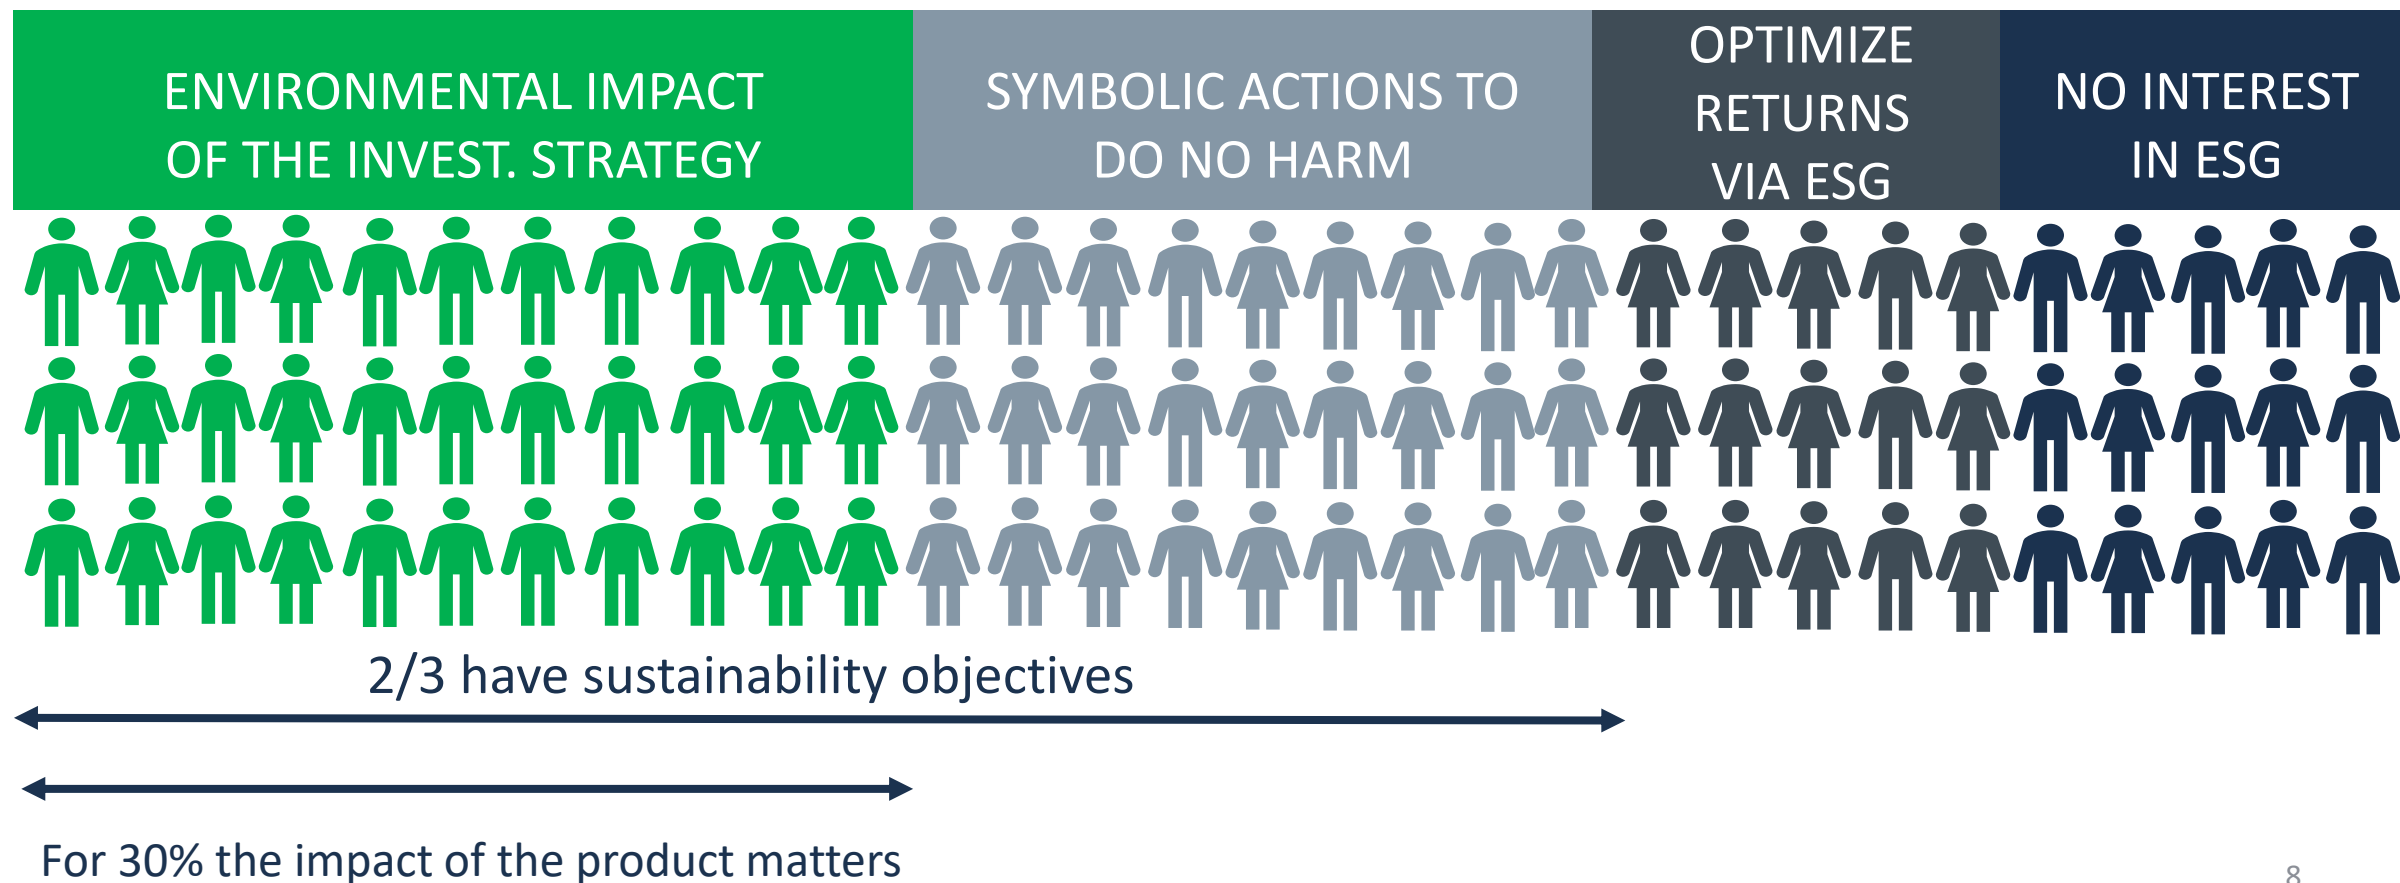 ENVIRONMENTAL IMPACT
OF THE INVEST. STRATEGY
SYMBOLIC ACTIONS TO
DO NO HARM
OPTIMIZE
RETURNS
VIA ESG
NO INTEREST
IN ESG
2/3 have sustainability objectives
For 30% the impact of the product matters
8